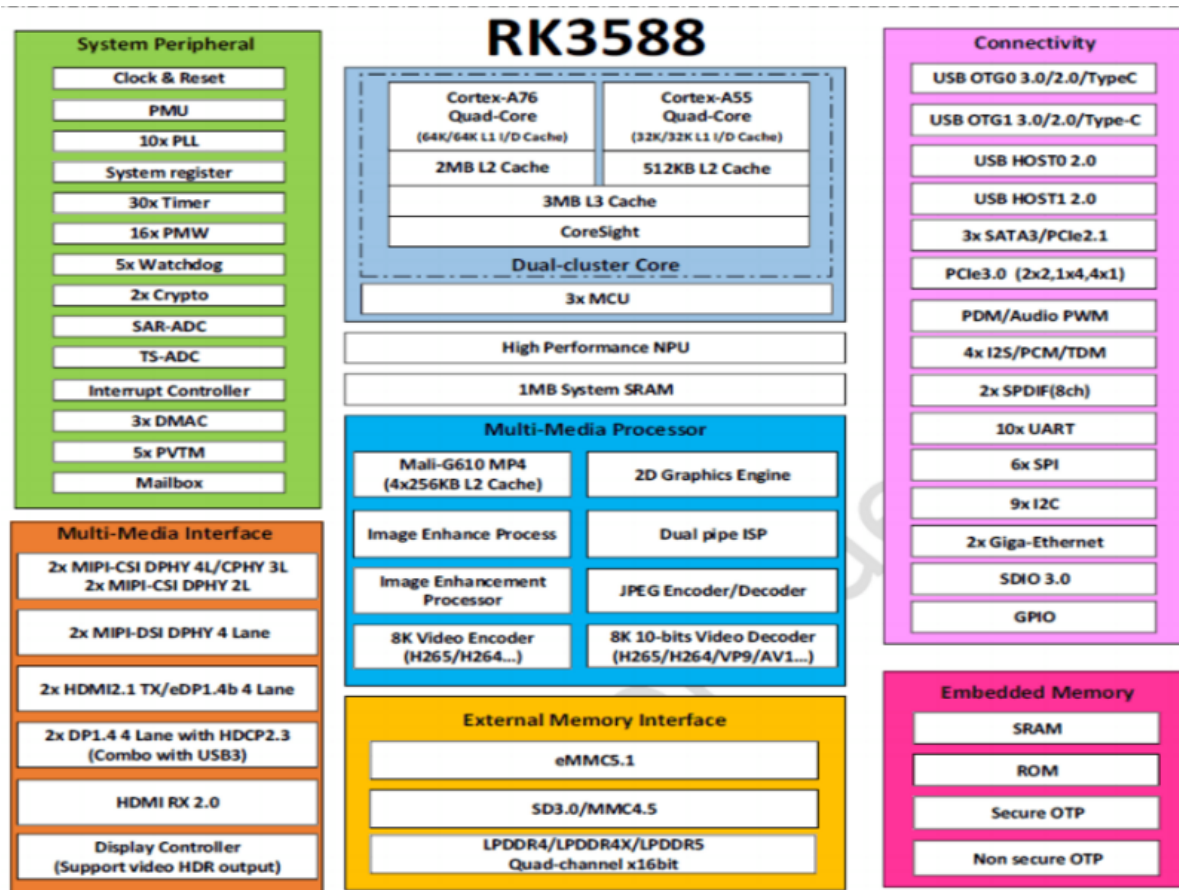 RK3588
System Peripheral
Clock & Reset
PMU
10x PLL
System register
30x Timer
16x PMW
5x Watchdog
2x Crypto
SAR-ADC
TS-ADC
Interrupt Controller
3x DMAC
5x PVTM
Mailbox
Multi-Media Interface
2x MIPI-CSI DPHY 4L/CPHY 3L
2x MIPI-CSI DPHY 2L
2x MIPI-DSI DPHY 4 Lane
2x HDMI2.1 TX/eDP1.4b 4 Lane
2x DP1.4 4 Lane with HDCP2.3
(Combo with USB3)
HDMI RX 2.0
Display Controller
(Support video HDR output)
Cortex-A76
Quad-Core
(64K/64K L1 I/D Cache)
2MB L2 Cache
Cortex-A55
Quad-Core
(32K/32K L1 I/D Cache)
512KB L2 Cache
3MB L3 Cache
CoreSight
Dual-cluster Core
3x MCU
High Performance NPU
1MB System SRAM
Multi-Media Processor
Mali-G610 MP4
(4x256KB L2 Cache)
2D Graphics Engine
Image Enhance Process
Dual pipe ISP
Image Enhancement
Processor
JPEG Encoder/Decoder
8K Video Encoder
(H265/H264...)
8K 10-bits Video Decoder
(H265/H264/VP9/AV1...)
External Memory Interface
eMMC5.1
SD3.0/MMC4.5
LPDDR4/LPDDR4X/LPDDR5
Quad-channel x16bit
Connectivity
USB OTG0 3.0/2.0/TypeC
USB OTG1 3.0/2.0/Type-C
USB HOST0 2.0
USB HOST1 2.0
3x SATA3/PCIe2.1
PCIe3.0 (2x2,1x4,4x1)
PDM/Audio PWM
4x I2S/PCM/TDM
2x SPDIF(8ch)
10x UART
6x SPI
9x I2C
2x Giga-Ethernet
SDIO 3.0
GPIO
Embedded Memory
SRAM
ROM
Secure OTP
Non secure OTP